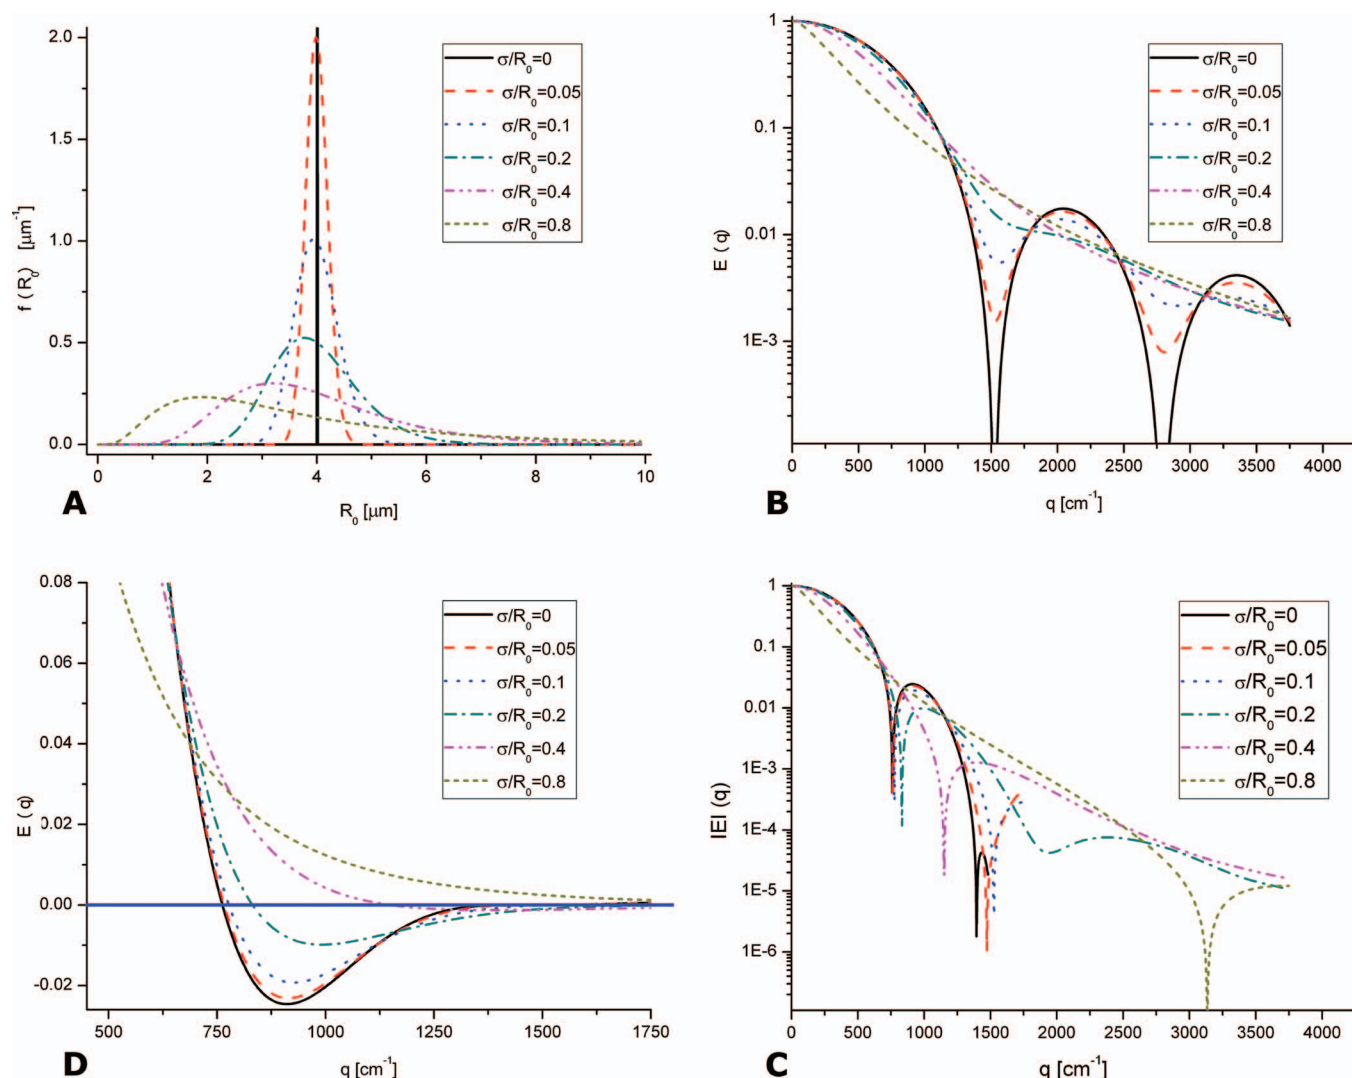 2.0
1.5
1.0
0.5
0.0
f (R₀) [μm⁻¹]
σ/R₀=0
σ/R₀=0.05
σ/R₀=0.1
σ/R₀=0.2
σ/R₀=0.4
σ/R₀=0.8
0 2 4 6 8 10
A
R₀ [μm]
1
0.1
0.01
1E-3
E (q)
σ/R₀=0
σ/R₀=0.05
σ/R₀=0.1
σ/R₀=0.2
σ/R₀=0.4
σ/R₀=0.8
0 500 1000 1500 2000 2500 3000 3500 4000
B
q [cm⁻¹]
0.08
0.06
0.04
0.02
0.00
-0.02
E (q)
σ/R₀=0
σ/R₀=0.05
σ/R₀=0.1
σ/R₀=0.2
σ/R₀=0.4
σ/R₀=0.8
500 750 1000 1250 1500 1750
D
q [cm⁻¹]
1
0.1
0.01
1E-3
1E-4
1E-5
1E-6
|E| (q)
σ/R₀=0
σ/R₀=0.05
σ/R₀=0.1
σ/R₀=0.2
σ/R₀=0.4
σ/R₀=0.8
0 500 1000 1500 2000 2500 3000 3500 4000
C
q [cm⁻¹]